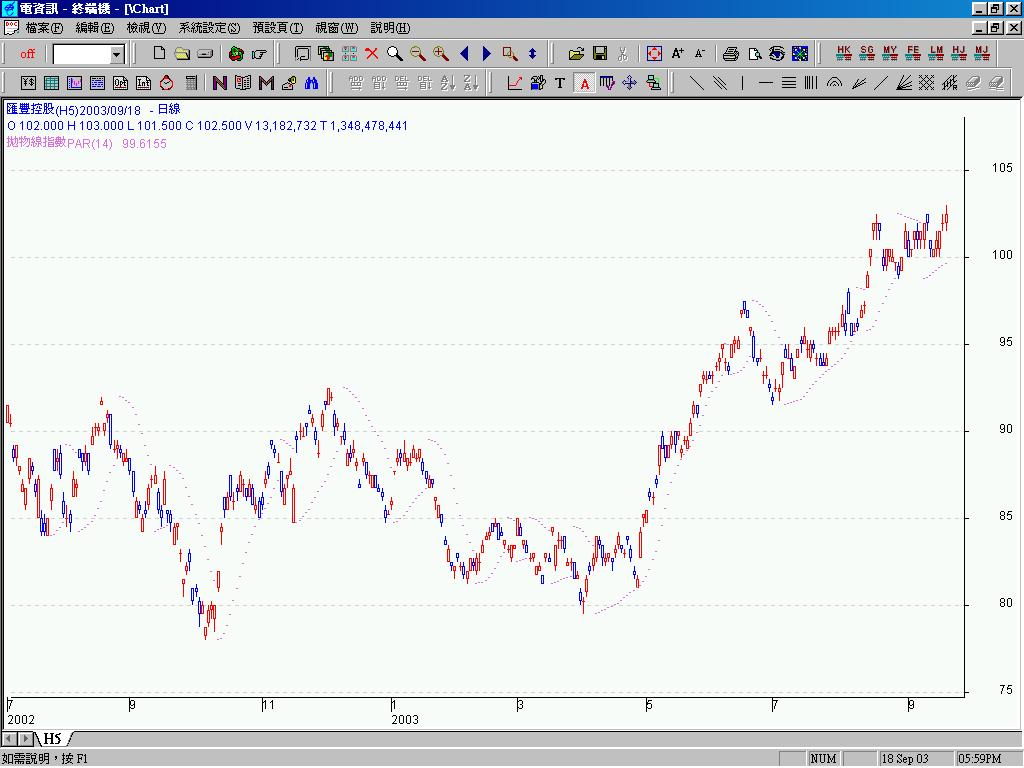 電資訊 - 終端機 - [\Chart]
檔案(F) 編輯(E) 檢視(V) 系統設定(S) 預設頁(T) 視窗(W) 說明(H)
off
HK SG MY FE LM HJ MJ
匯豐控股(H5)2003/09/18 - 日線
O 102.000 H 103.000 L 101.500 C 102.500 V 13,182,732 T 1,348,478,441
拋物線指數PAR(14) 99.6155
105
100
95
90
85
80
75
7 9 11 1 3 5 7 9
2002 2003
H5
如需說明，按 F1
NUM 18 Sep 03 05:59PM